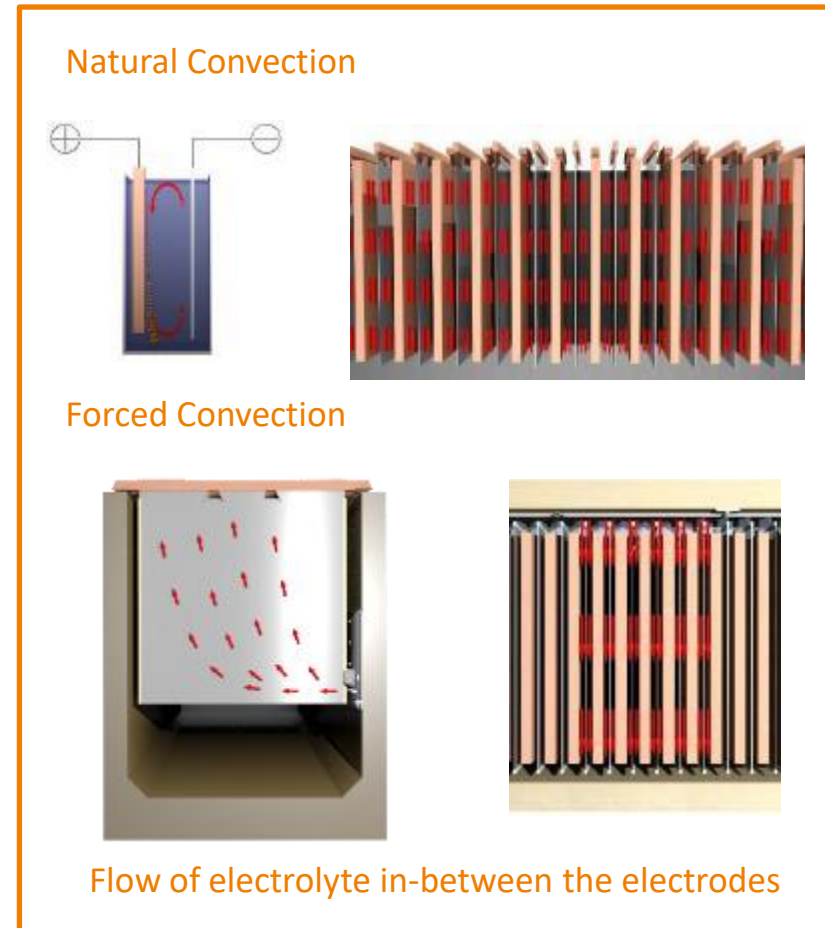 Natural Convection
+ −
Forced Convection
Flow of electrolyte in-between the electrodes